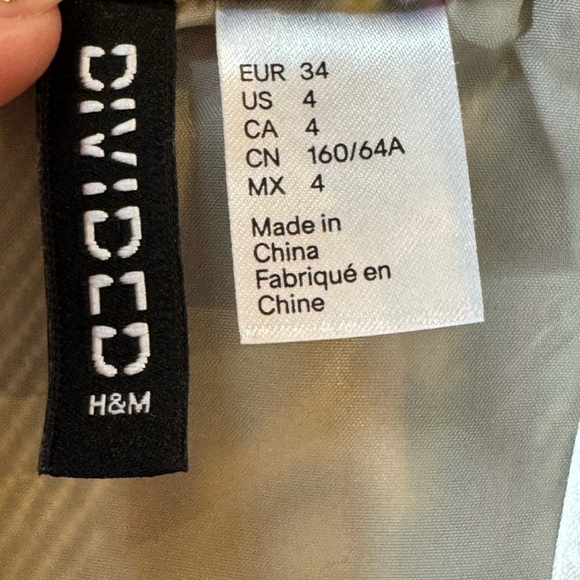 DIVIDED
H&M
EUR 34
US 4
CA 4
CN 160/64A
MX 4
Made in
China
Fabriqué en
Chine